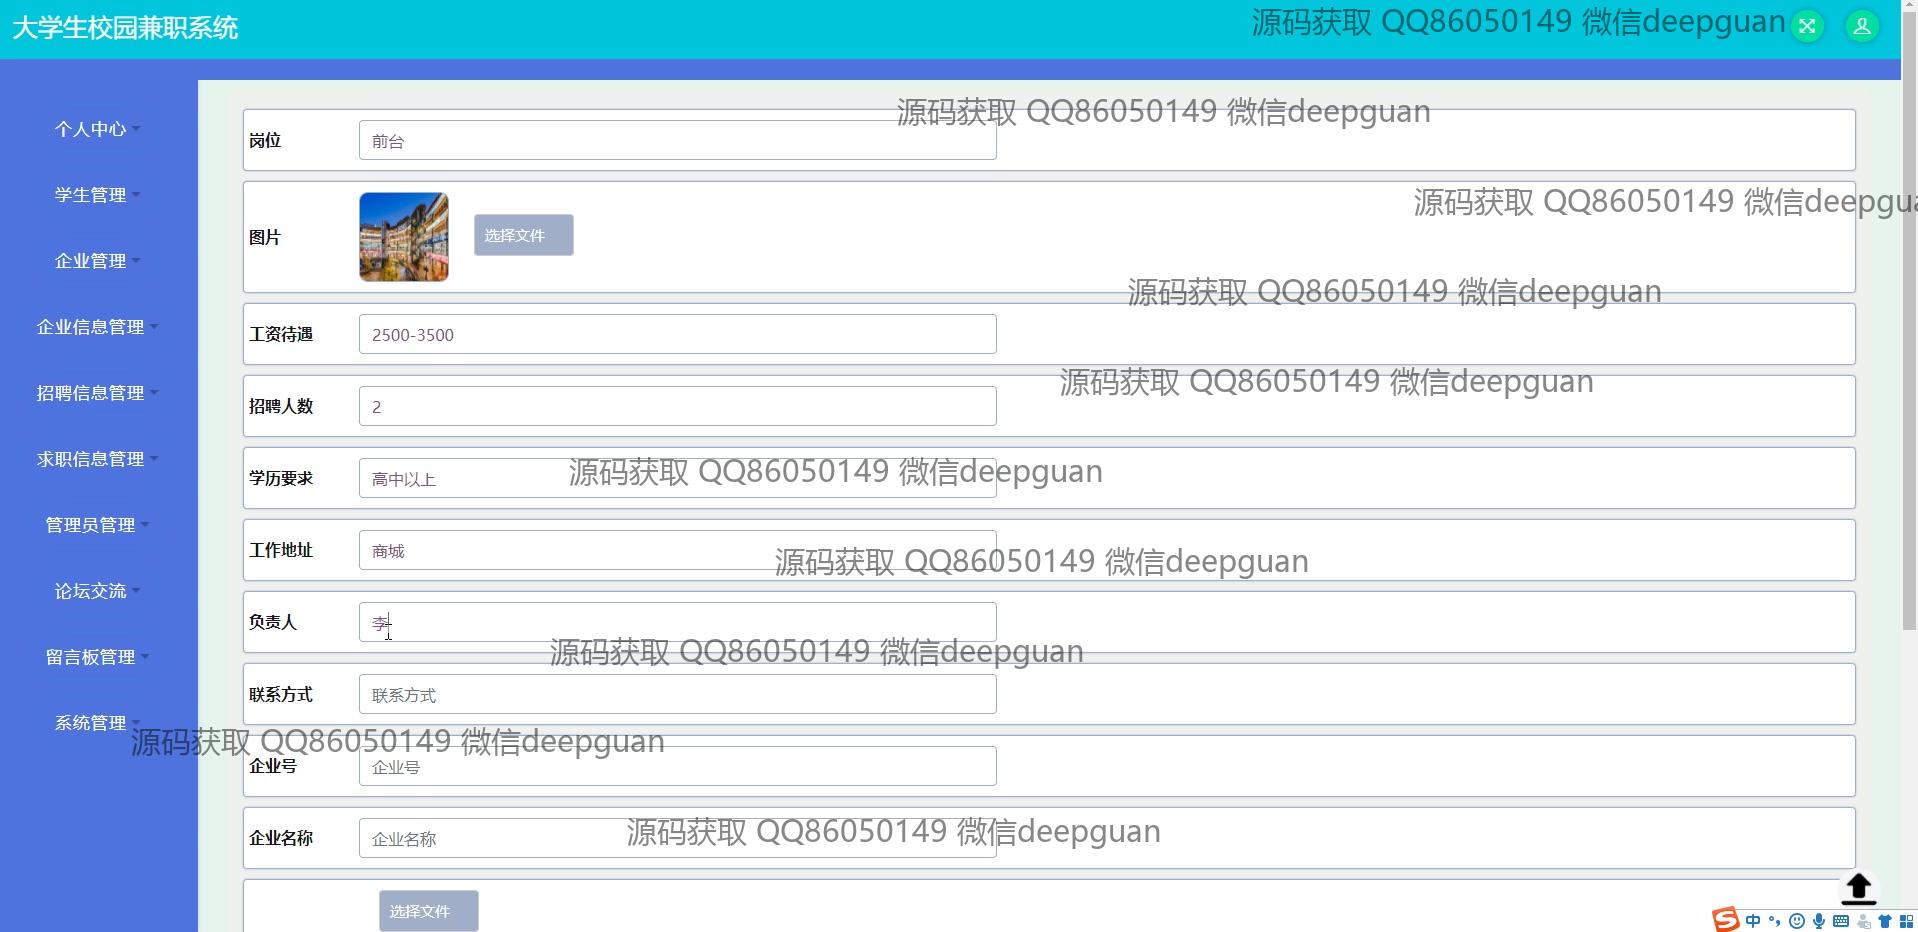 大学生校园兼职系统
源码获取 QQ86050149 微信deepguan
个人中心
学生管理
企业管理
企业信息管理
招聘信息管理
求职信息管理
管理员管理
论坛交流
留言板管理
系统管理
源码获取 QQ86050149 微信deepguan
岗位 前台
源码获取 QQ86050149 微信deepgua
图片 选择文件
源码获取 QQ86050149 微信deepguan
工资待遇 2500-3500
源码获取 QQ86050149 微信deepguan
招聘人数 2
源码获取 QQ86050149 微信deepguan
学历要求 高中以上
源码获取 QQ86050149 微信deepguan
工作地址 商城
负责人 李
源码获取 QQ86050149 微信deepguan
联系方式 联系方式
源码获取 QQ86050149 微信deepguan
企业号 企业号
源码获取 QQ86050149 微信deepguan
企业名称 企业名称
选择文件
中